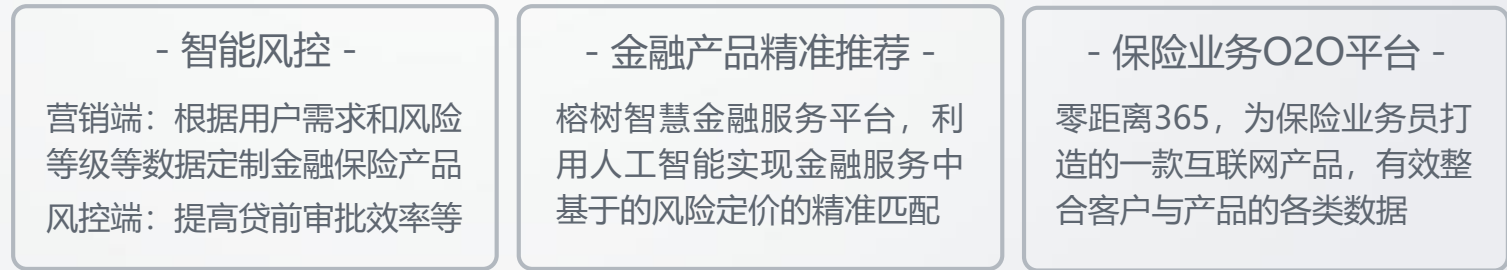 - 智能风控 -
营销端：根据用户需求和风险
等级等数据定制金融保险产品
风控端：提高贷前审批效率等
- 金融产品精准推荐 -
榕树智慧金融服务平台，利
用人工智能实现金融服务中
基于的风险定价的精准匹配
- 保险业务O2O平台 -
零距离365，为保险业务员打
造的一款互联网产品，有效整
合客户与产品的各类数据